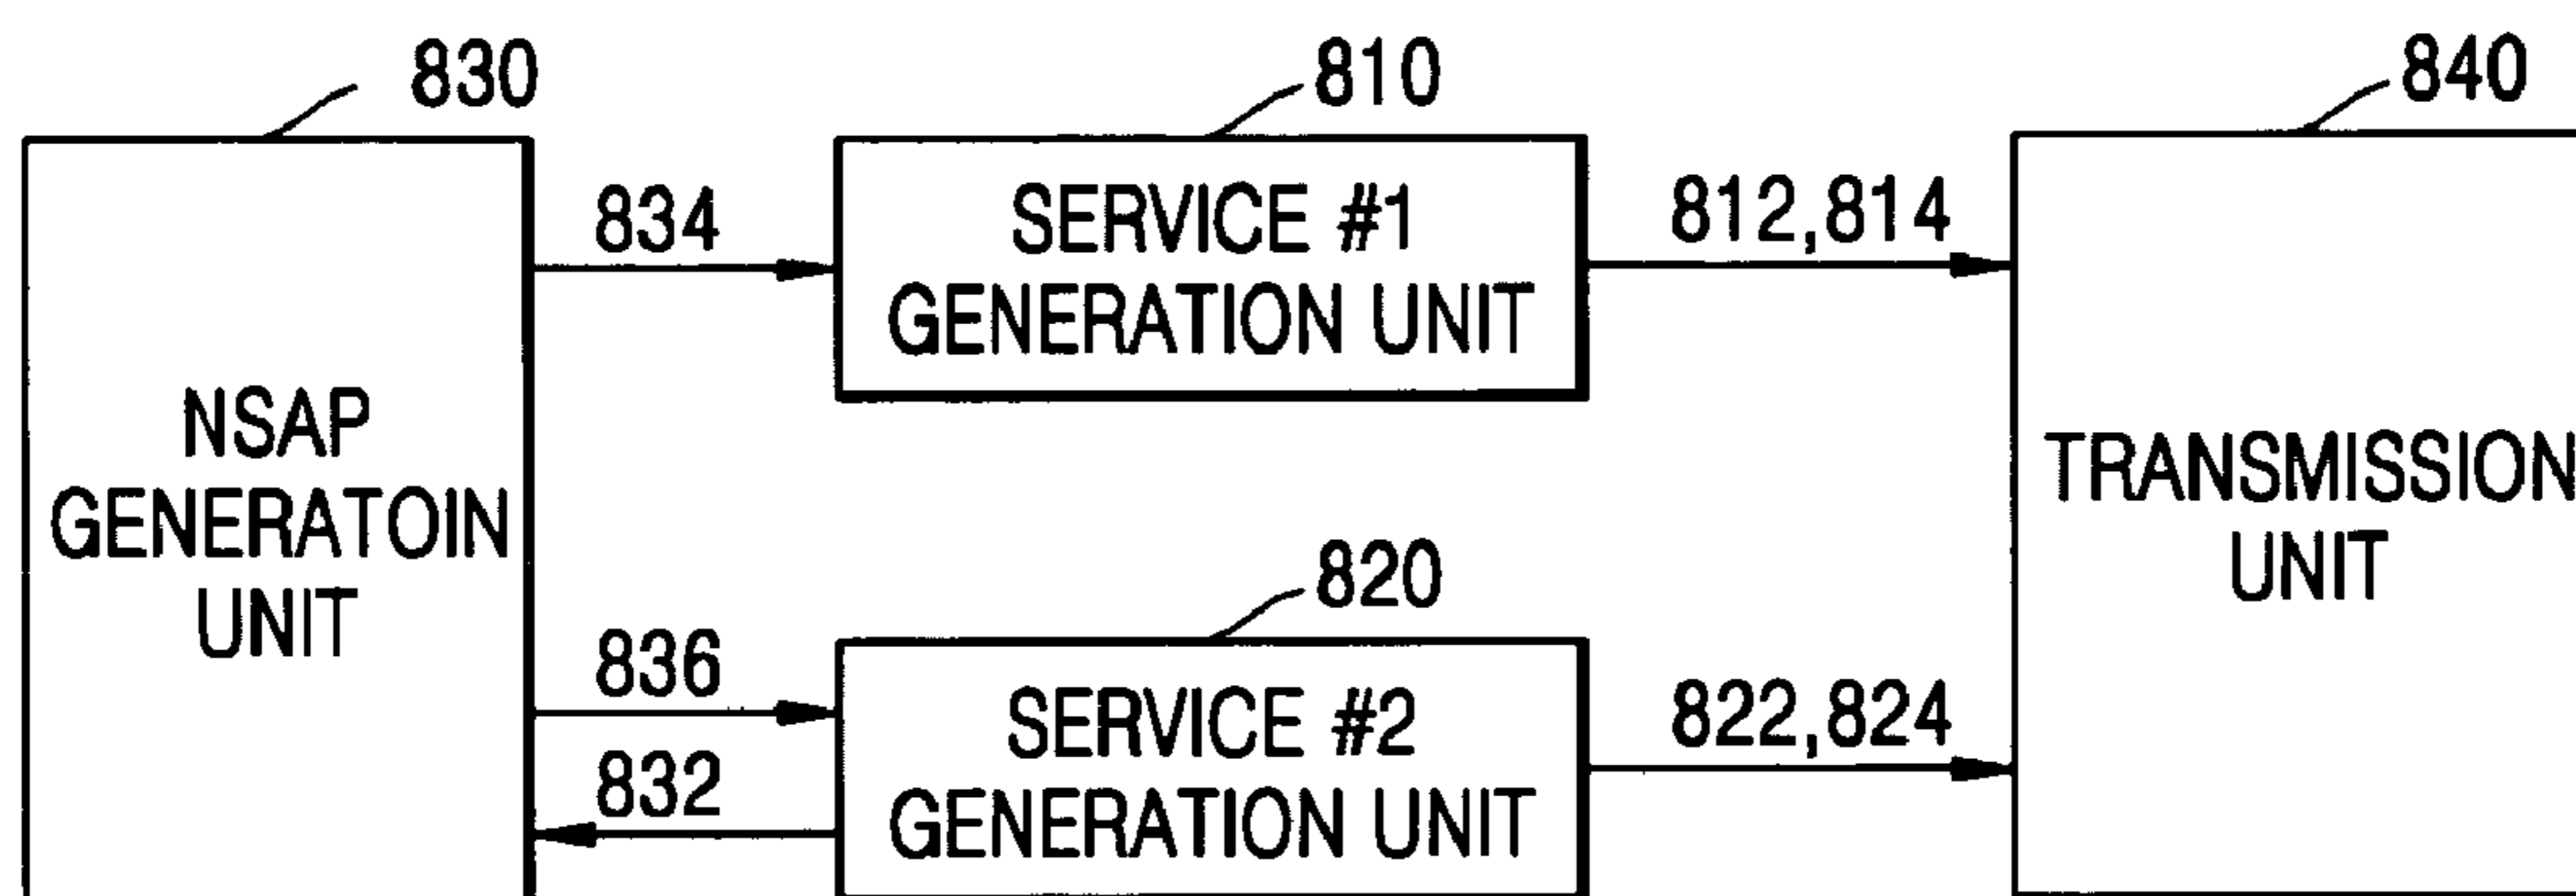 830
810
840
834
SERVICE #1
GENERATION UNIT
812,814
NSAP
GENERATOIN
UNIT
TRANSMISSION
UNIT
820
836
832
SERVICE #2
GENERATION UNIT
822,824